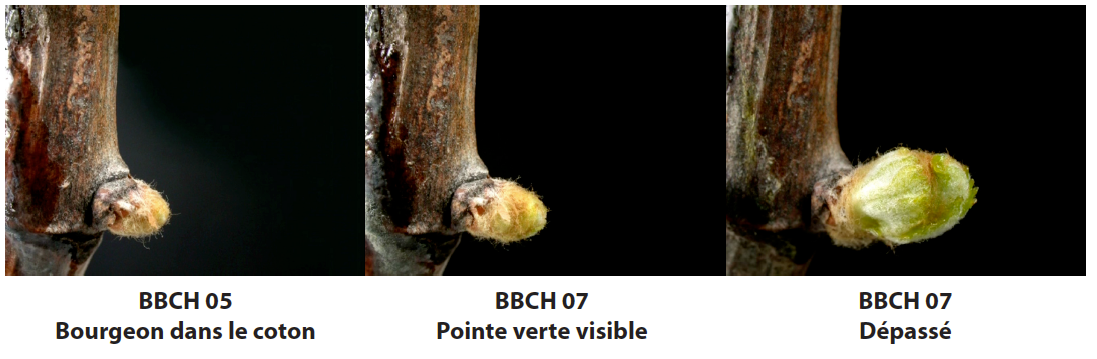 BBCH 05
Bourgeon dans le coton
BBCH 07
Pointe verte visible
BBCH 07
Dépassé